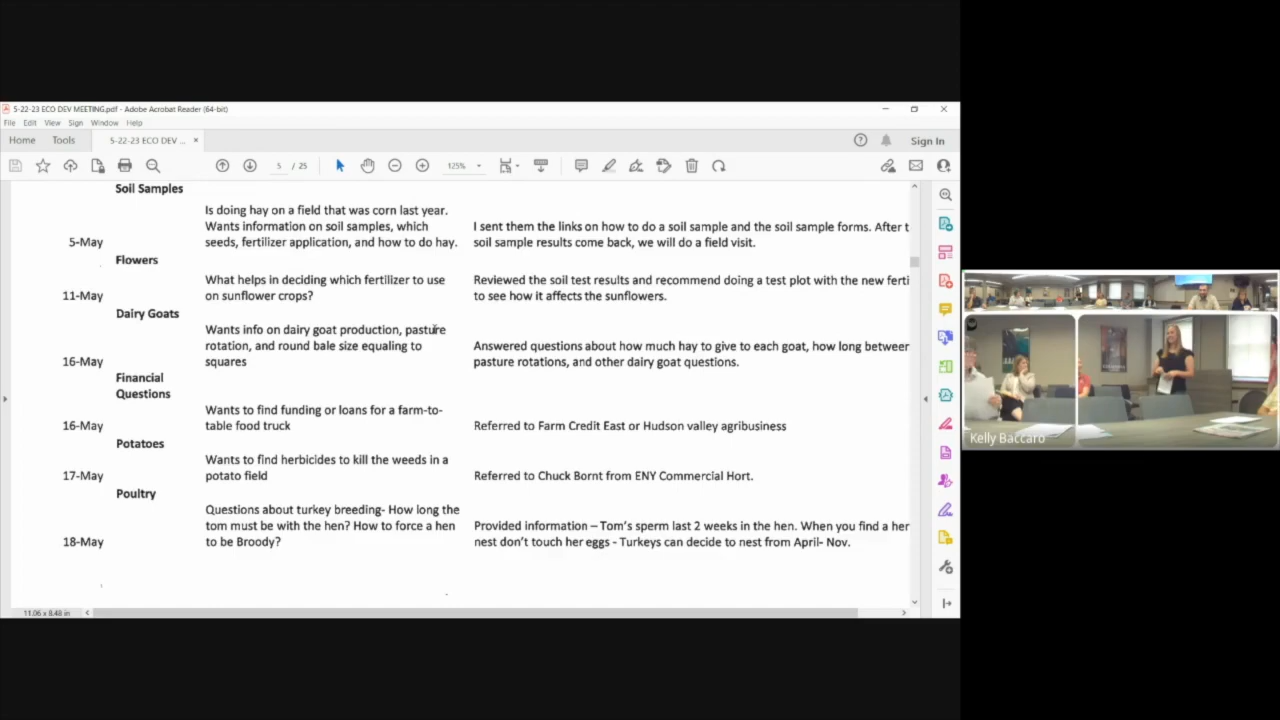 5-22-23 ECO DEV MEETING.pdf - Adobe Acrobat Reader (64-bit)
File Edit View Sign Window Help
Home Tools 5-22-23 ECO DEV ... × Sign In
5 / 25 125%
Soil Samples
Is doing hay on a field that was corn last year.
Wants information on soil samples, which I sent them the links on how to do a soil sample and the soil sample forms. After t
5-May seeds, fertilizer application, and how to do hay. soil sample results come back, we will do a field visit.
Flowers
What helps in deciding which fertilizer to use Reviewed the soil test results and recommend doing a test plot with the new ferti
11-May on sunflower crops? to see how it affects the sunflowers.
Dairy Goats
Wants info on dairy goat production, pasture
rotation, and round bale size equaling to Answered questions about how much hay to give to each goat, how long between
16-May squares pasture rotations, and other dairy goat questions.
Financial
Questions
Wants to find funding or loans for a farm-to-
16-May table food truck Referred to Farm Credit East or Hudson valley agribusiness
Potatoes
Wants to find herbicides to kill the weeds in a
17-May potato field Referred to Chuck Bornt from ENY Commercial Hort.
Poultry
Questions about turkey breeding- How long the
tom must be with the hen? How to force a hen Provided information – Tom's sperm last 2 weeks in the hen. When you find a her
18-May to be Broody? nest don't touch her eggs - Turkeys can decide to nest from April- Nov.
11.06 x 8.48 in
Kelly Baccaro